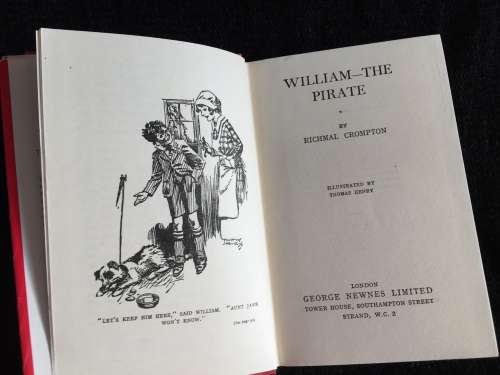 "LET'S KEEP HIM HERE," SAID WILLIAM. "AUNT JANE
WON'T KNOW."
WILLIAM—THE
PIRATE
BY
RICHMAL CROMPTON
ILLUSTRATED BY
THOMAS HENRY
LONDON
GEORGE NEWNES LIMITED
TOWER HOUSE, SOUTHAMPTON STREET
STRAND, W.C. 2